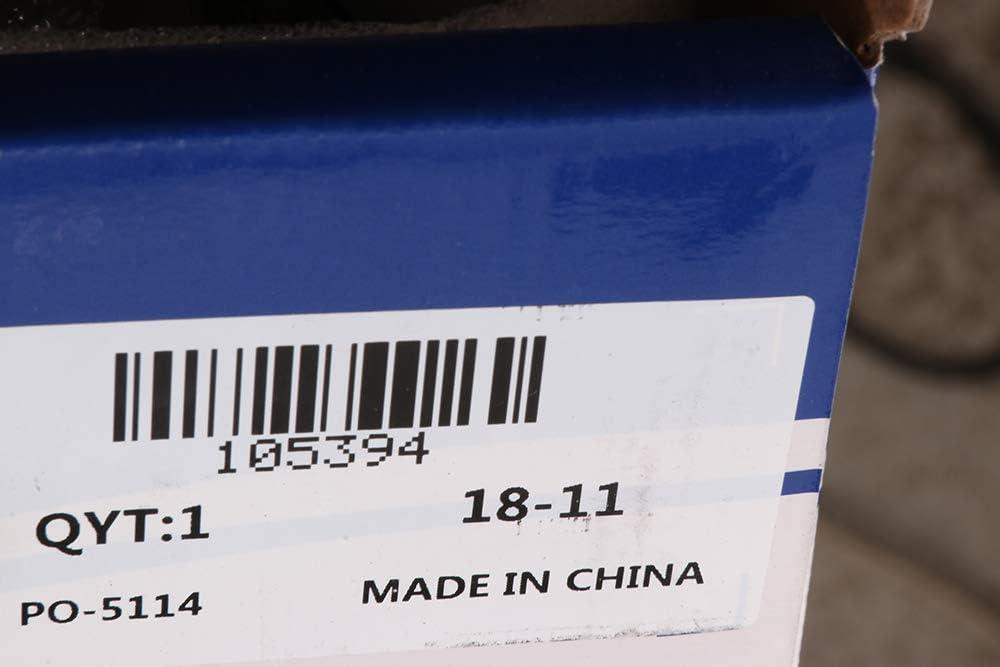 105394
QYT:1
18-11
PO-5114
MADE IN CHINA